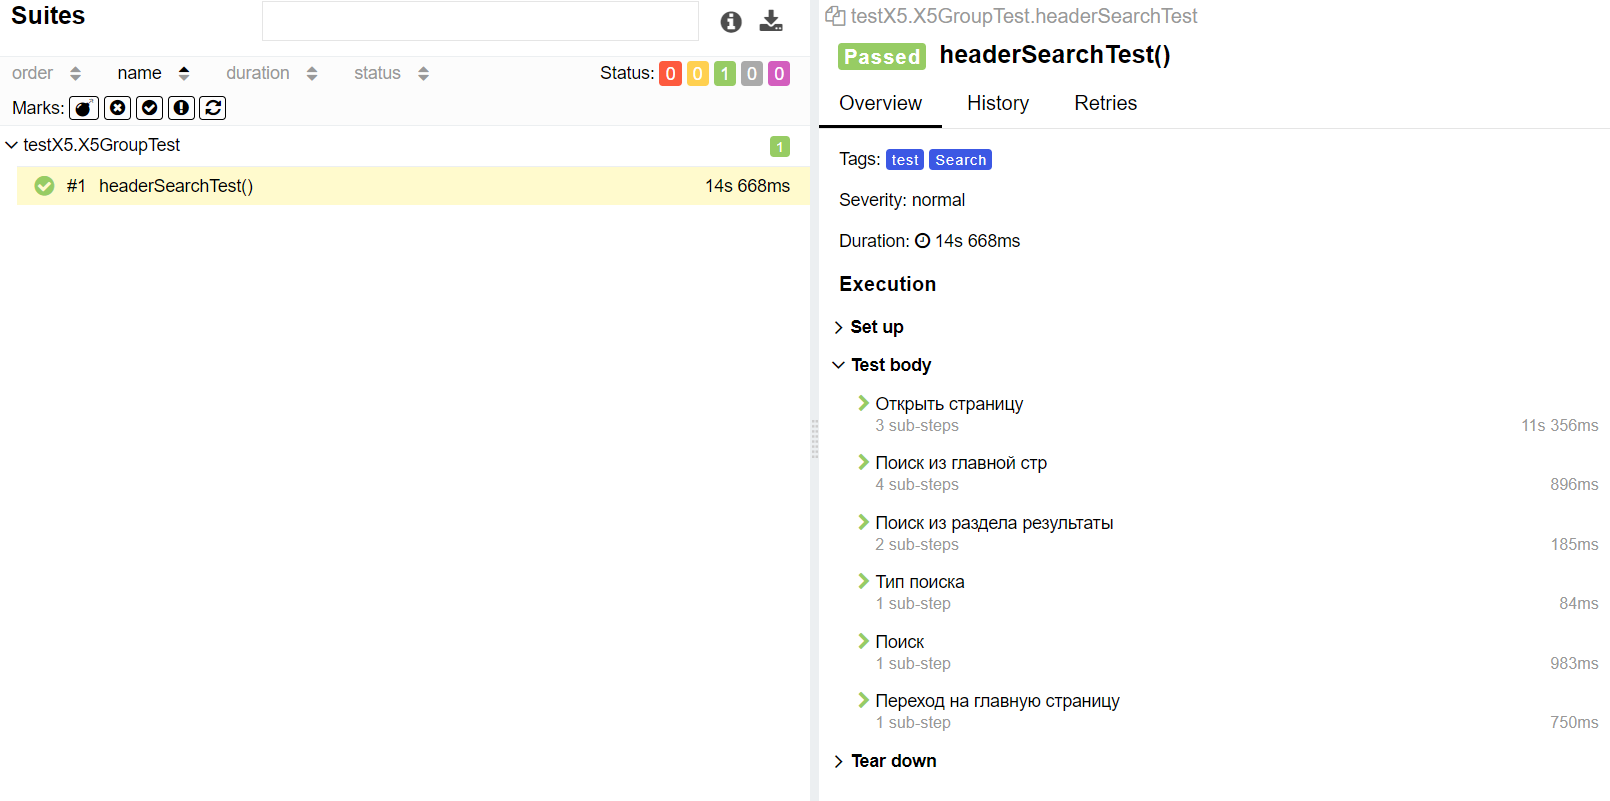 Suites
order name duration status Status: 0 0 1 0 0
Marks:
testX5.X5GroupTest 1
#1 headerSearchTest() 14s 668ms
testX5.X5GroupTest.headerSearchTest
Passed headerSearchTest()
Overview History Retries
Tags: test Search
Severity: normal
Duration: 14s 668ms
Execution
Set up
Test body
Открыть страницу
3 sub-steps 11s 356ms
Поиск из главной стр
4 sub-steps 896ms
Поиск из раздела результаты
2 sub-steps 185ms
Тип поиска
1 sub-step 84ms
Поиск
1 sub-step 983ms
Переход на главную страницу
1 sub-step 750ms
Tear down